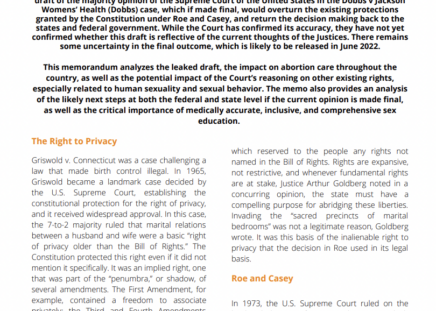 draft of the majority opinion of the Supreme Court of the United States in the Dobbs v Jackson
Womens' Health (Dobbs) case, which if made final, would overturn the existing protections
granted by the Constitution under Roe and Casey, and return the decision making back to the
states and federal government. While the Court has confirmed its accuracy, they have not yet
confirmed whether this draft is reflective of the current thoughts of the Justices. There remains
some uncertainty in the final outcome, which is likely to be released in June 2022.
This memorandum analyzes the leaked draft, the impact on abortion care throughout the
country, as well as the potential impact of the Court's reasoning on other existing rights,
especially related to human sexuality and sexual behavior. The memo also provides an analysis
of the likely next steps at both the federal and state level if the current opinion is made final,
as well as the critical importance of medically accurate, inclusive, and comprehensive sex
education.
The Right to Privacy
Griswold v. Connecticut was a case challenging a
law that made birth control illegal. In 1965,
Griswold became a landmark case decided by
the U.S. Supreme Court, establishing the
constitutional protection for the right of privacy,
and it received widespread approval. In this case,
the 7-to-2 majority ruled that marital relations
between a husband and wife were a basic "right
of privacy older than the Bill of Rights." The
Constitution protected this right even if it did not
mention it specifically. It was an implied right, one
that was part of the "penumbra," or shadow, of
several amendments. The First Amendment, for
example, contained a freedom to associate
privately; the Third and Fourth Amendments
which reserved to the people any rights not
named in the Bill of Rights. Rights are expansive,
not restrictive, and whenever fundamental rights
are at stake, Justice Arthur Goldberg noted in a
concurring opinion, the state must have a
compelling purpose for abridging these liberties.
Invading the "sacred precincts of marital
bedrooms" was not a legitimate reason, Goldberg
wrote. It was this basis of the inalienable right to
privacy that the decision in Roe used in its legal
basis.
Roe and Casey
In 1973, the U.S. Supreme Court ruled on the